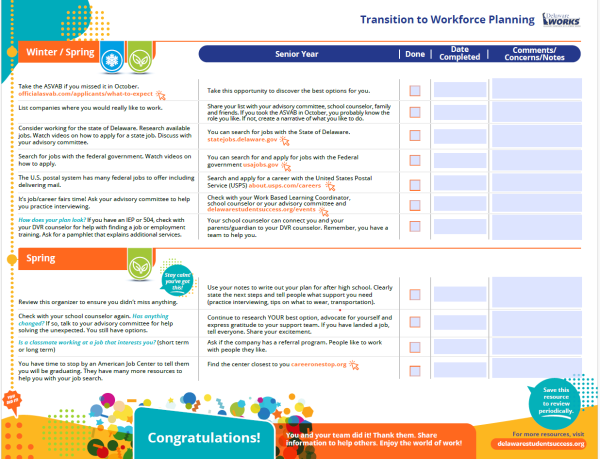 Transition to Workforce Planning
Delaware
WORKS
Winter / Spring
Senior Year
Done
Date
Completed
Comments/
Concerns/Notes
Take the ASVAB if you missed it in October.
officialasvab.com/applicants/what-to-expect
Take this opportunity to discover the best options for you.
List companies where you would really like to work.
Share your list with your advisory committee, school counselor, family
and friends. If you took the ASVAB in October, you probably know the
role you like. If not, create a narrative of what you like to do.
Consider working for the state of Delaware. Research available
jobs. Watch videos on how to apply for a state job. Discuss with
your advisory committee.
You can search for jobs with the State of Delaware.
statejobs.delaware.gov
Search for jobs with the federal government. Watch videos on
how to apply.
You can search for and apply for jobs with the Federal
government usajobs.gov
The U.S. postal system has many federal jobs to offer including
delivering mail.
Search and apply for a career with the United States Postal
Service (USPS) about.usps.com/careers
It's job/career fairs time! Ask your advisory committee to help
you practice interviewing.
Check with your Work Based Learning Coordinator,
school counselor or your advisory committee and
delawarestudentsuccess.org/events
How does your plan look? If you have an IEP or 504, check with
your DVR counselor for help with finding a job or employment
training. Ask for a pamphlet that explains additional services.
Your school counselor can connect you and your
parents/guardian to your DVR counselor. Remember, you have a
team to help you.
Spring
Stay calm!
you've got
this!
Review this organizer to ensure you didn't miss anything.
Use your notes to write out your plan for after high school. Clearly
state the next steps and tell people what support you need
(practice interviewing, tips on what to wear, transportation).
Check with your school counselor again. Has anything
changed? If so, talk to your advisory committee for help
solving the unexpected. You still have options.
Continue to research YOUR best option, advocate for yourself and
express gratitude to your support team. If you have landed a job,
tell everyone. Share your excitement.
Is a classmate working at a job that interests you? (short term
or long term)
Ask if the company has a referral program. People like to work
with people they like.
You have time to stop by an American Job Center to tell them
you will be graduating. They have many more resources to
help you with your job search.
Find the center closest to you careeronestop.org
You
did it!
Congratulations!
You and your team did it! Thank them. Share
information to help others. Enjoy the world of work!
Save this
resource
to review
periodically.
For more resources, visit
delawarestudentsuccess.org